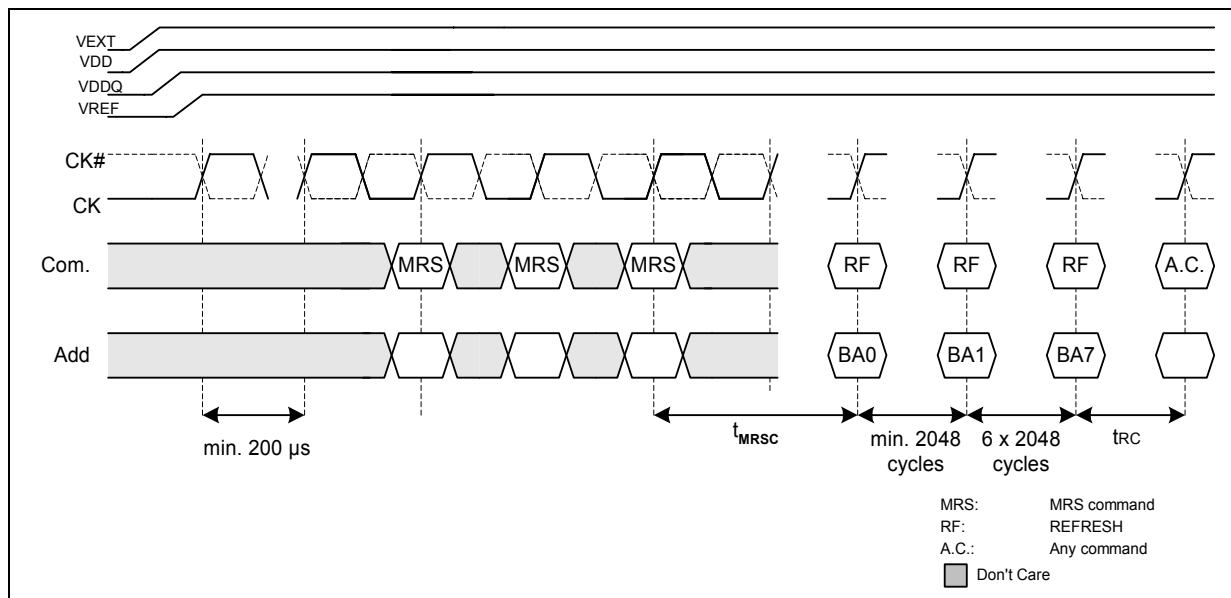 VEXT
VDD
VDDQ
VREF
CK#
CK
Com.
MRS MRS MRS RF RF RF A.C.
Add
BA0 BA1 BA7
min. 200 µs
tMRSC
min. 2048
cycles
6 x 2048
cycles
tRC
MRS: MRS command
RF: REFRESH
A.C.: Any command
Don't Care